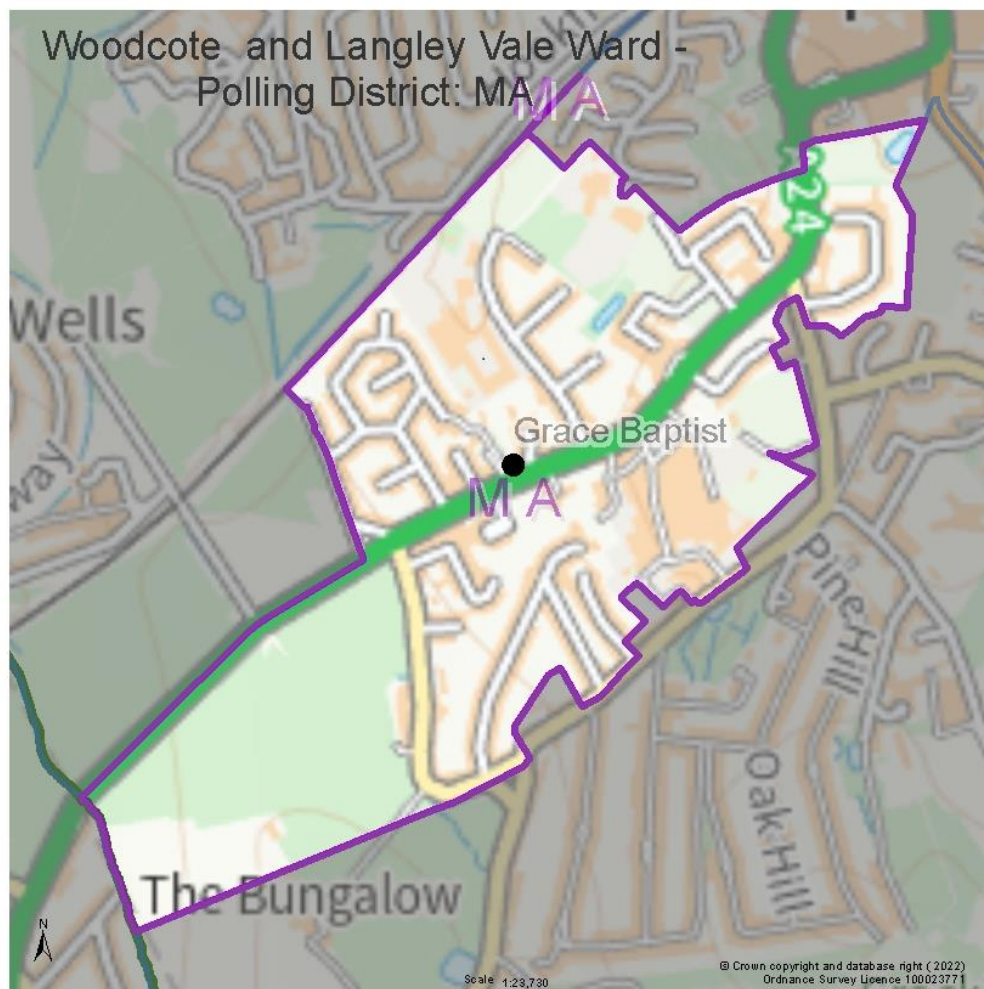 Woodcote and Langley Vale Ward -
Polling District: MA
MA
A24
Wells
way
Grace Baptist
MA
Pine Hill
Oak Hill
The Bungalow
N
Scale 1:23,730
© Crown copyright and database right (2022)
Ordnance Survey Licence 100023771